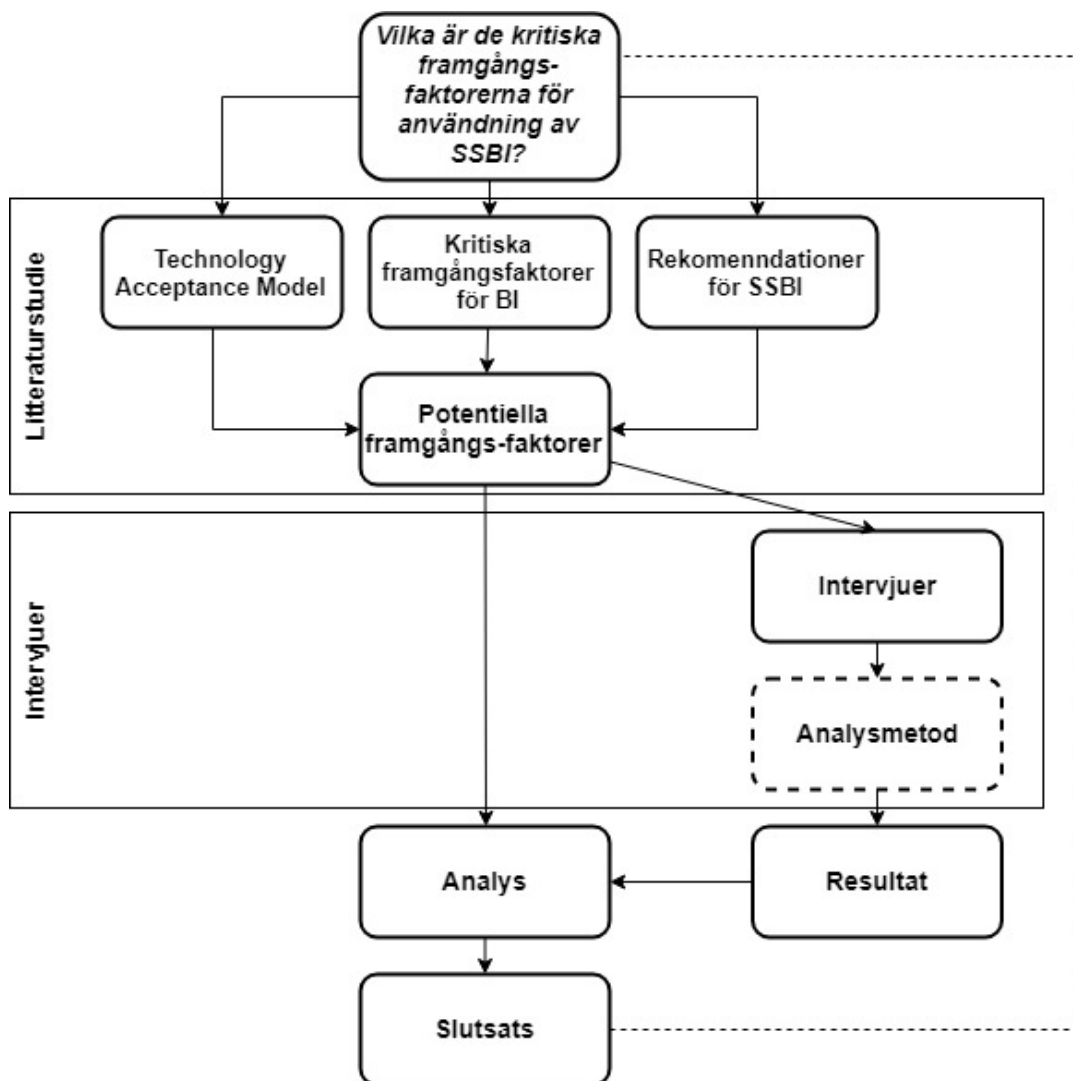 Vilka är de kritiska
framgångs-
faktorerna för
användning av
SSBI?
Litteraturstudie
Technology
Acceptance Model
Kritiska
framgångsfaktorer
för BI
Rekomenndationer
för SSBI
Potentiella
framgångs-faktorer
Intervjuer
Intervjuer
Analysmetod
Analys
Resultat
Slutsats